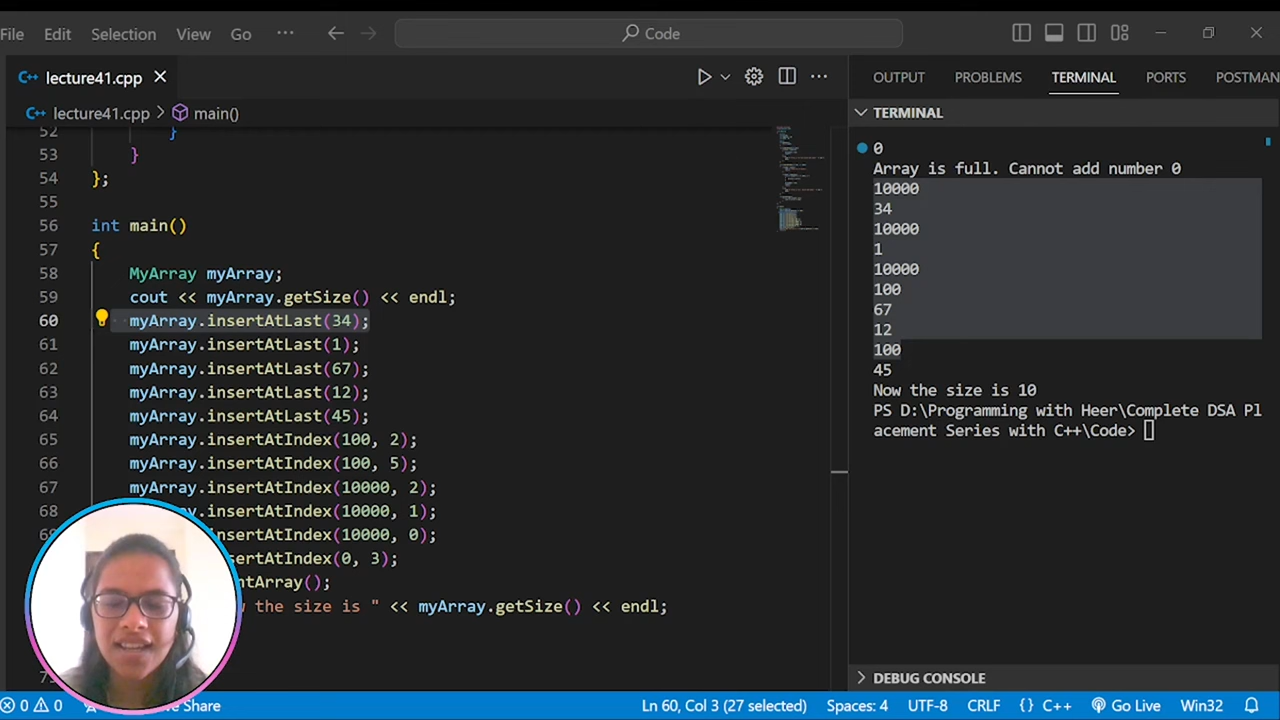 File Edit Selection View Go ··· Code
lecture41.cpp
OUTPUT PROBLEMS TERMINAL PORTS POSTMAN
lecture41.cpp > main()
TERMINAL
52 }
53 }
54 };
55
56 int main()
57 {
58 MyArray myArray;
59 cout << myArray.getSize() << endl;
60 myArray.insertAtLast(34);
61 myArray.insertAtLast(1);
62 myArray.insertAtLast(67);
63 myArray.insertAtLast(12);
64 myArray.insertAtLast(45);
65 myArray.insertAtIndex(100, 2);
66 myArray.insertAtIndex(100, 5);
67 myArray.insertAtIndex(10000, 2);
68 .insertAtIndex(10000, 1);
insertAtIndex(10000, 0);
sertAtIndex(0, 3);
ntArray();
the size is " << myArray.getSize() << endl;
0
Array is full. Cannot add number 0
10000
34
10000
1
10000
100
67
12
100
45
Now the size is 10
PS D:\Programming with Heer\Complete DSA Pl
acement Series with C++\Code>
DEBUG CONSOLE
0 0 Share Ln 60, Col 3 (27 selected) Spaces: 4 UTF-8 CRLF {} C++ Go Live Win32